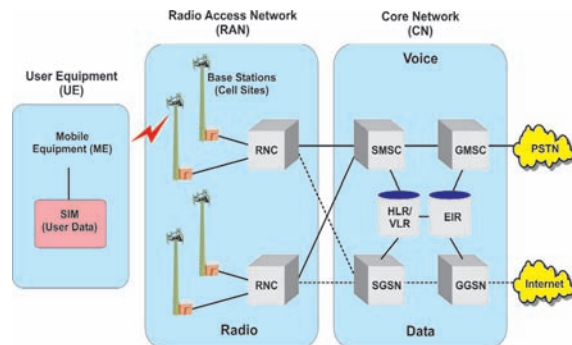 User Equipment
(UE)
Mobile
Equipment (ME)
SIM
(User Data)
Radio Access Network
(RAN)
Base Stations
(Cell Sites)
RNC
RNC
Radio
Core Network
(CN)
Voice
SMSC
GMSC
PSTN
HLR/
VLR
EIR
SGSN
GGSN
Internet
Data